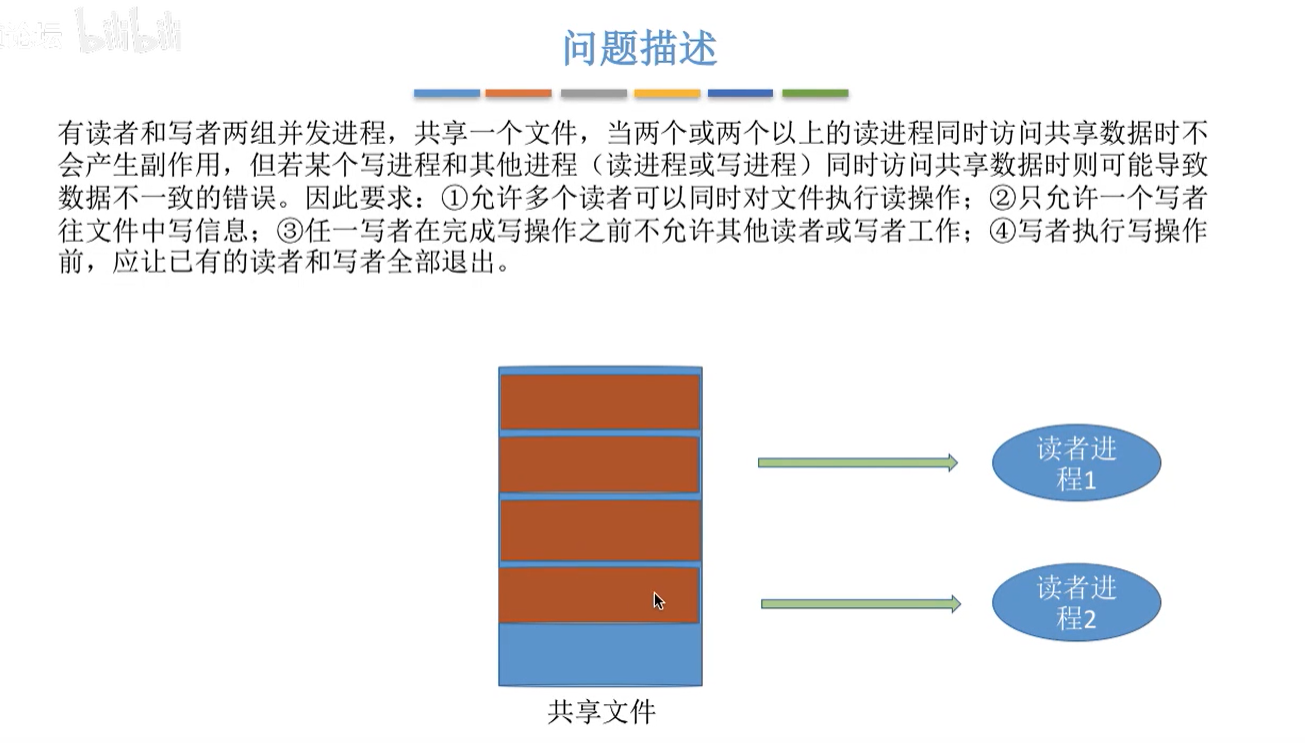 bilibili
问题描述
有读者和写者两组并发进程，共享一个文件，当两个或两个以上的读进程同时访问共享数据时不
会产生副作用，但若某个写进程和其他进程（读进程或写进程）同时访问共享数据时则可能导致
数据不一致的错误。因此要求：①允许多个读者可以同时对文件执行读操作；②只允许一个写者
往文件中写信息；③任一写者在完成写操作之前不允许其他读者或写者工作；④写者执行写操作
前，应让已有的读者和写者全部退出。
读者进
程1
读者进
程2
共享文件